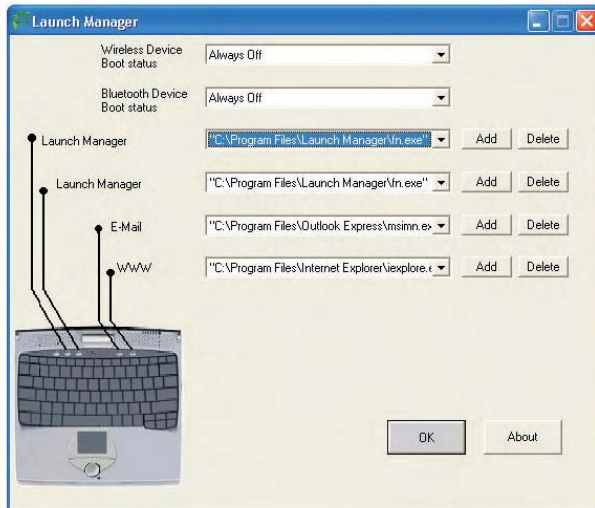 Launch Manager
Wireless Device
Boot status
Always Off
Bluetooth Device
Boot status
Always Off
Launch Manager
"C:\Program Files\Launch Manager\fn.exe"
Add
Delete
Launch Manager
"C:\Program Files\Launch Manager\fn.exe"
Add
Delete
E-Mail
"C:\Program Files\Outlook Express\msimn.ex
Add
Delete
WWW
"C:\Program Files\Internet Explorer\iexplore.e
Add
Delete
OK
About